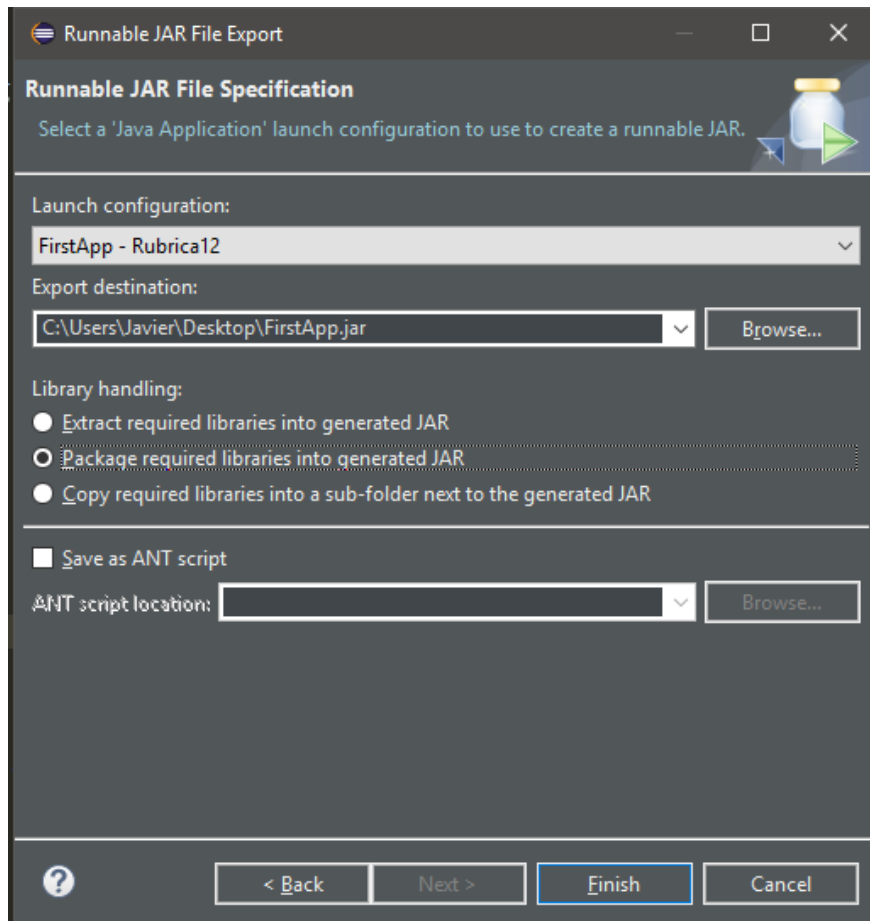 Runnable JAR File Export
Runnable JAR File Specification
Select a 'Java Application' launch configuration to use to create a runnable JAR.
Launch configuration:
FirstApp - Rubrica12
Export destination:
C:\Users\Javier\Desktop\FirstApp.jar
Browse...
Library handling:
Extract required libraries into generated JAR
Package required libraries into generated JAR
Copy required libraries into a sub-folder next to the generated JAR
Save as ANT script
ANT script location:
Browse...
?
< Back
Next >
Finish
Cancel